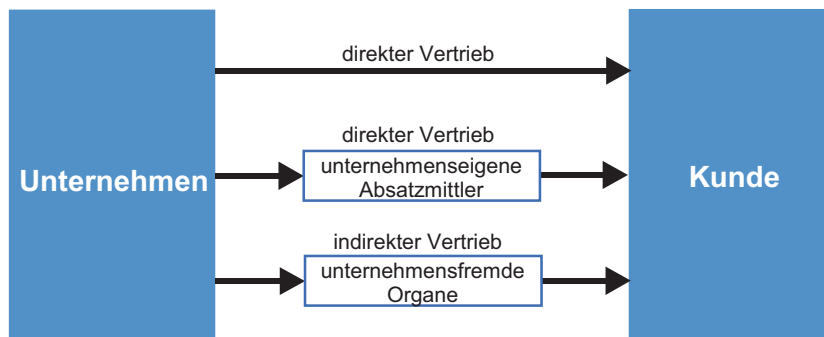 direkter Vertrieb
direkter Vertrieb
Unternehmen
unternehmenseigene
Absatzmittler
Kunde
indirekter Vertrieb
unternehmensfremde
Organe